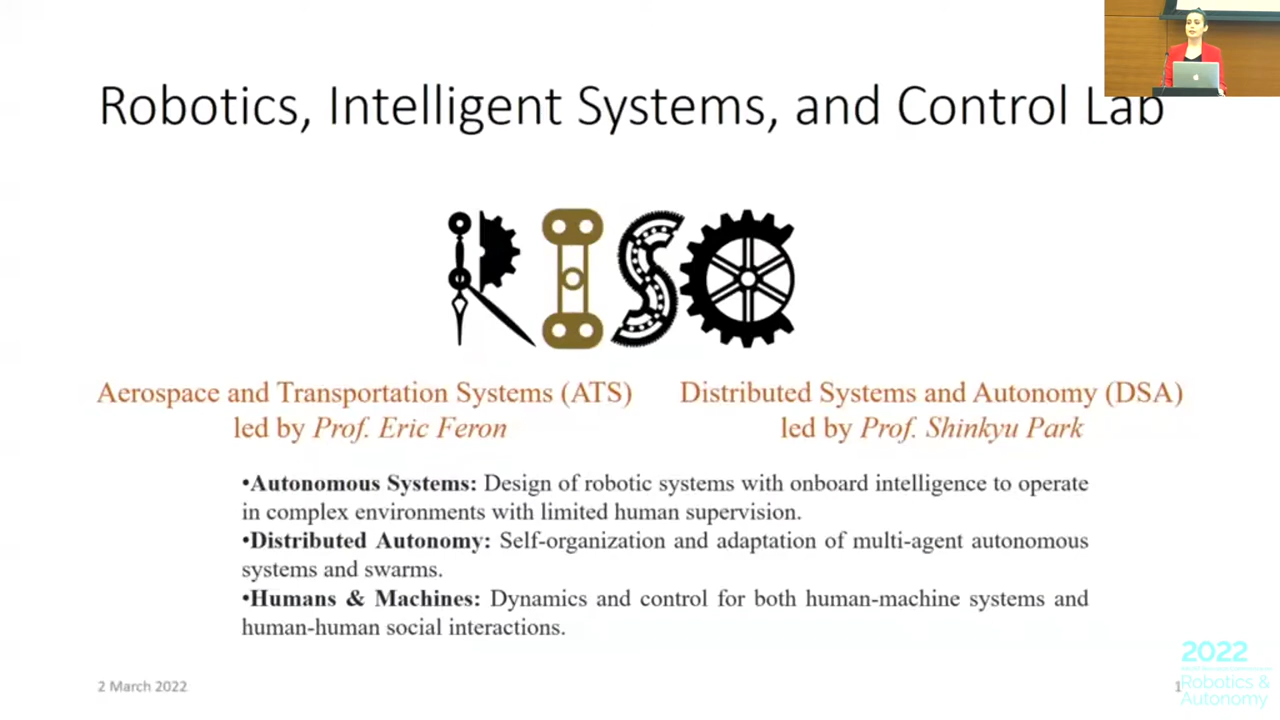 Robotics, Intelligent Systems, and Control Lab
RISC
Aerospace and Transportation Systems (ATS)
led by Prof. Eric Feron
Distributed Systems and Autonomy (DSA)
led by Prof. Shinkyu Park
•Autonomous Systems: Design of robotic systems with onboard intelligence to operate
in complex environments with limited human supervision.
•Distributed Autonomy: Self-organization and adaptation of multi-agent autonomous
systems and swarms.
•Humans & Machines: Dynamics and control for both human-machine systems and
human-human social interactions.
2 March 2022
1
2022
Robotics &
Autonomy